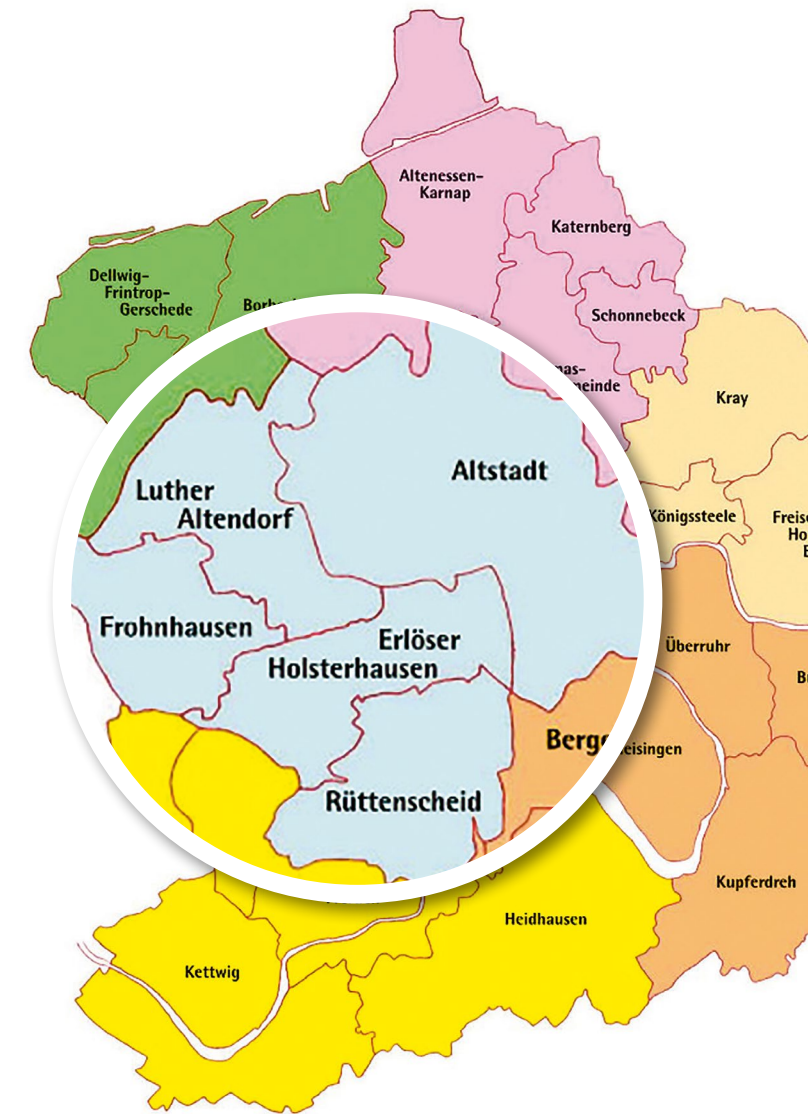 Altenessen-
Karnap
Katernberg
Dellwig-
Frintrop-
Gerschede
Schonnebeck
Kray
Altstadt
Luther
Altendorf
Königssteele
Frohnhausen
Erlöser
Holsterhausen
Überruhr
Rüttenscheid
Kupferdreh
Heidhausen
Kettwig